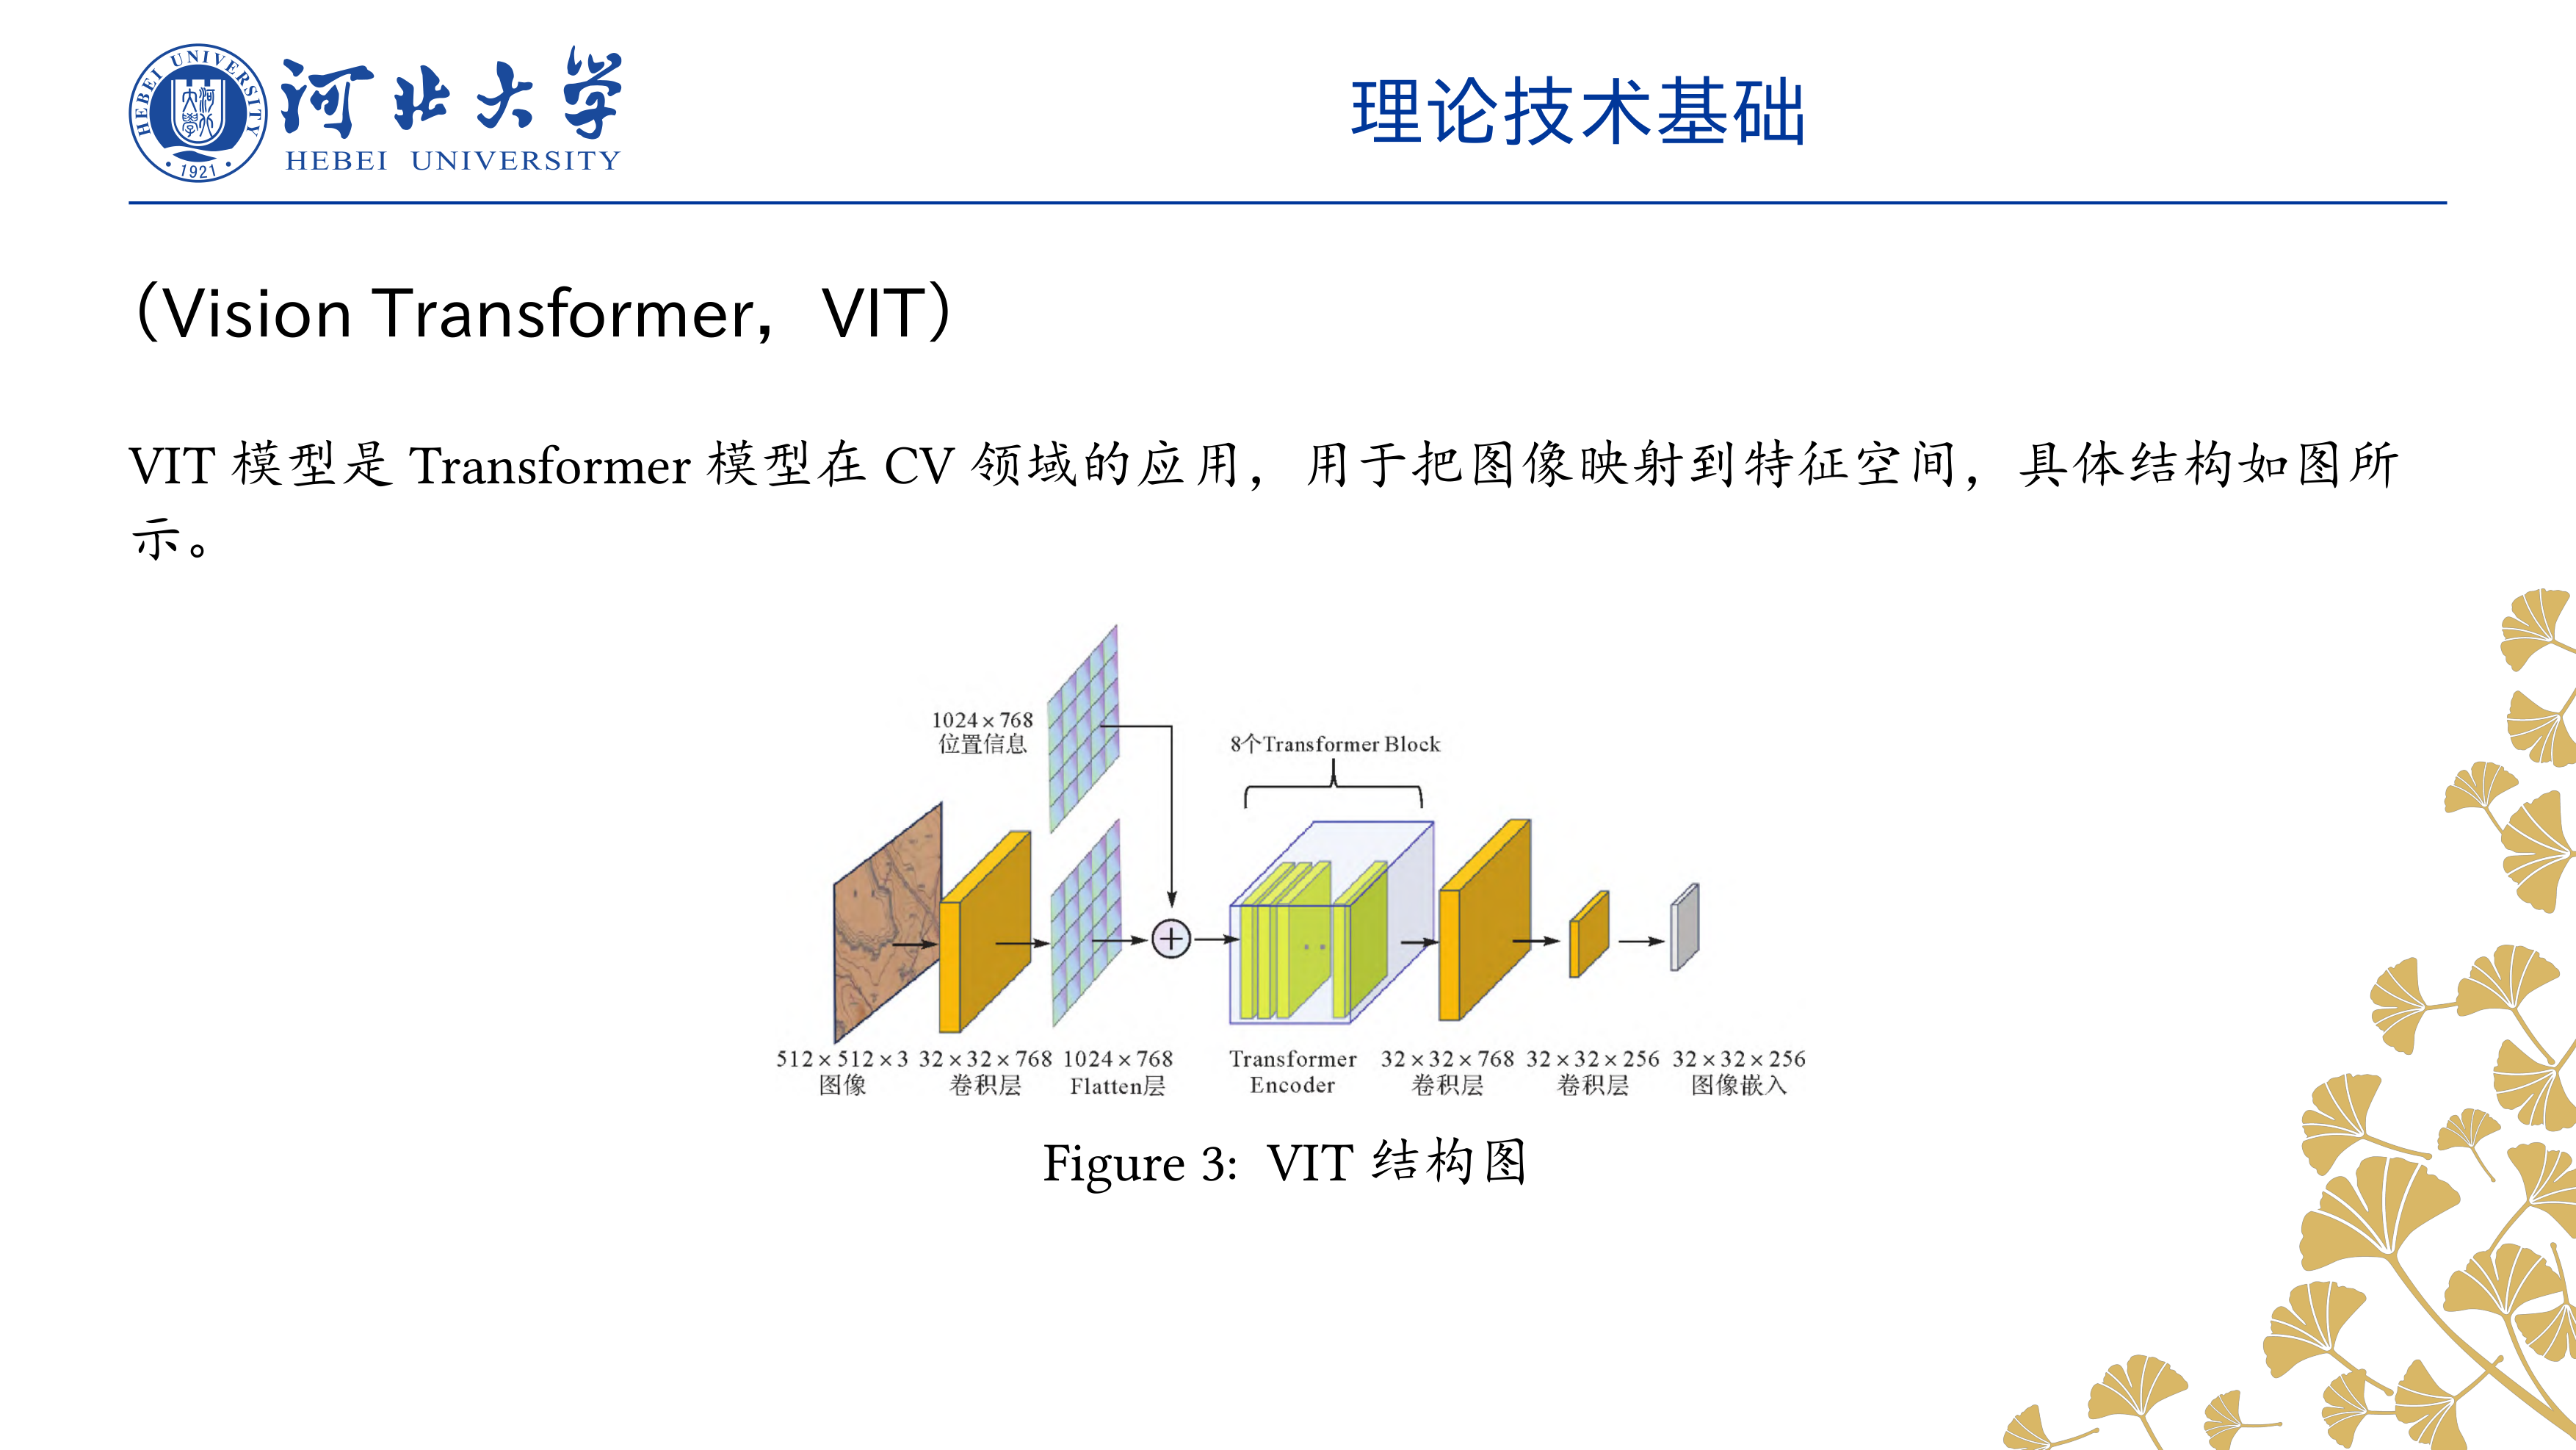 HEBEI UNIVERSITY
1921
河北大学
HEBEI UNIVERSITY
理论技术基础
（Vision Transformer，VIT）
VIT 模型是 Transformer 模型在 CV 领域的应用，用于把图像映射到特征空间，具体结构如图所
示。
1024×768
位置信息
8个Transformer Block
512×512×3 32×32×768 1024×768 Transformer 32×32×768 32×32×256 32×32×256
图像 卷积层 Flatten层 Encoder 卷积层 卷积层 图像嵌入
Figure 3: VIT 结构图